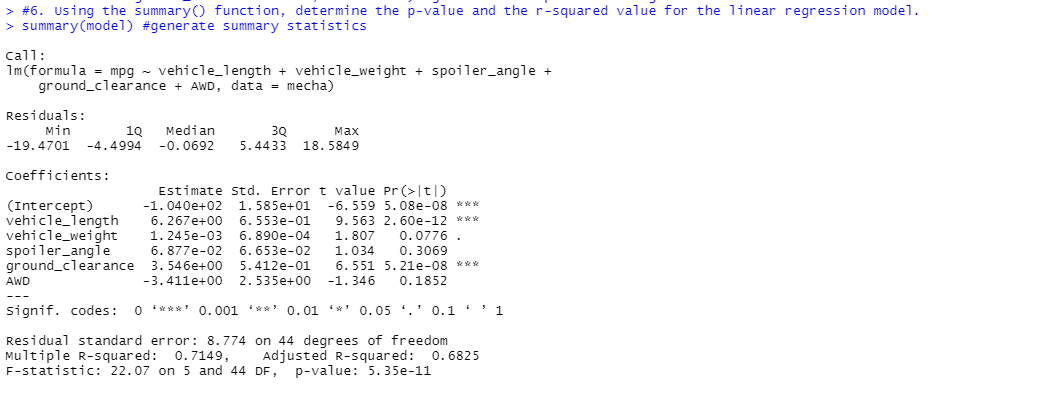 > #6. Using the summary() function, determine the p-value and the r-squared value for the linear regression model.
> summary(model) #generate summary statistics
Call:
lm(formula = mpg ~ vehicle_length + vehicle_weight + spoiler_angle +
    ground_clearance + AWD, data = mecha)
Residuals:
     Min       1Q   Median       3Q      Max
-19.4701  -4.4994  -0.0692   5.4433  18.5849
Coefficients:
                   Estimate Std. Error t value Pr(>|t|)
(Intercept)      -1.040e+02  1.585e+01  -6.559 5.08e-08 ***
vehicle_length    6.267e+00  6.553e-01   9.563 2.60e-12 ***
vehicle_weight    1.245e-03  6.890e-04   1.807   0.0776 .
spoiler_angle     6.877e-02  6.653e-02   1.034   0.3069
ground_clearance  3.546e+00  5.412e-01   6.551 5.21e-08 ***
AWD              -3.411e+00  2.535e+00  -1.346   0.1852
---
Signif. codes:  0 ‘***’ 0.001 ‘**’ 0.01 ‘*’ 0.05 ‘.’ 0.1 ‘ ’ 1
Residual standard error: 8.774 on 44 degrees of freedom
Multiple R-squared:  0.7149,    Adjusted R-squared:  0.6825
F-statistic: 22.07 on 5 and 44 DF,  p-value: 5.35e-11